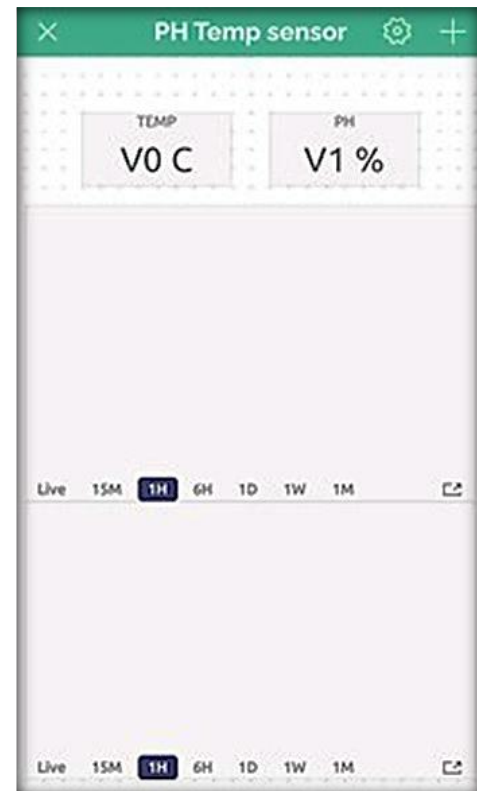 PH Temp sensor
TEMP PH
V0 C V1 %
Live 15M 1H 6H 1D 1W 1M
Live 15M 1H 6H 1D 1W 1M